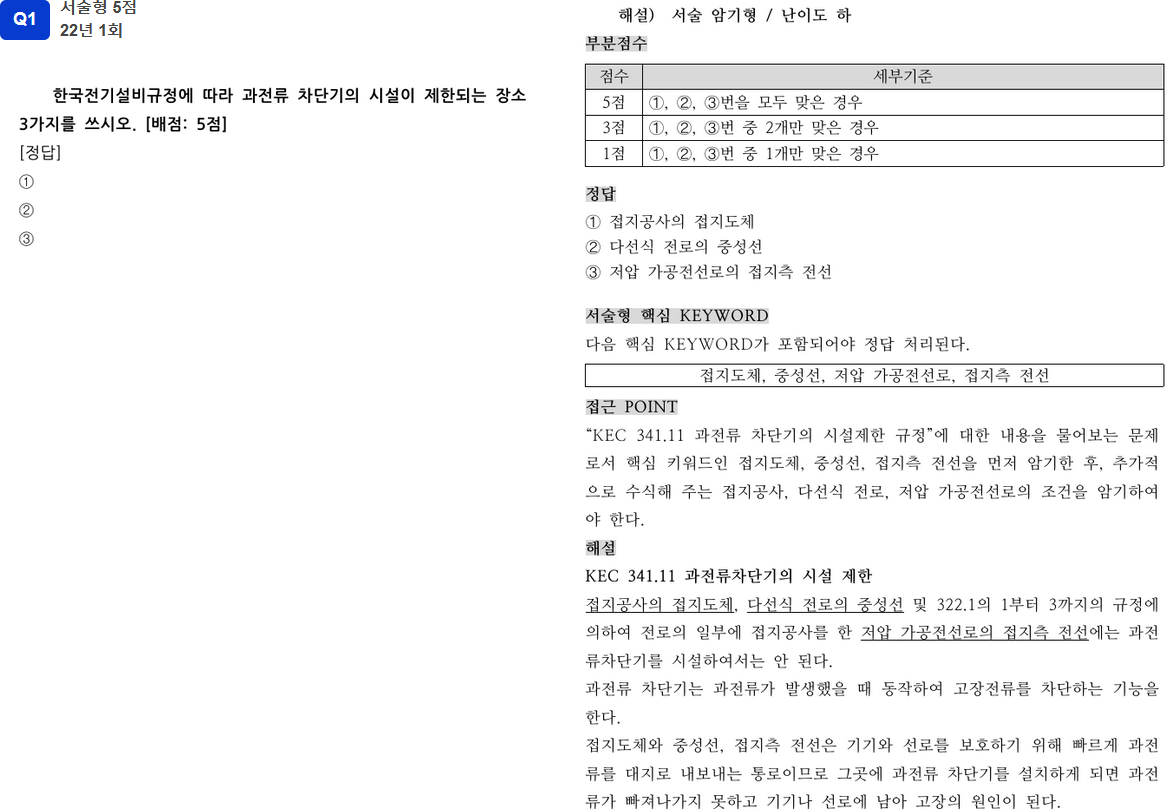 Q1
서술형 5점
22년 1회
한국전기설비규정에 따라 과전류 차단기의 시설이 제한되는 장소
3가지를 쓰시오. [배점: 5점]
[정답]
①
②
③
해설) 서술 암기형 / 난이도 하
부분점수
점수 세부기준
5점 ①, ②, ③번을 모두 맞은 경우
3점 ①, ②, ③번 중 2개만 맞은 경우
1점 ①, ②, ③번 중 1개만 맞은 경우
정답
① 접지공사의 접지도체
② 다선식 전로의 중성선
③ 저압 가공전선로의 접지측 전선
서술형 핵심 KEYWORD
다음 핵심 KEYWORD가 포함되어야 정답 처리된다.
접지도체, 중성선, 저압 가공전선로, 접지측 전선
접근 POINT
“KEC 341.11 과전류 차단기의 시설제한 규정”에 대한 내용을 물어보는 문제
로서 핵심 키워드인 접지도체, 중성선, 접지측 전선을 먼저 암기한 후, 추가적
으로 수식해 주는 접지공사, 다선식 전로, 저압 가공전선로의 조건을 암기하여
야 한다.
해설
KEC 341.11 과전류차단기의 시설 제한
접지공사의 접지도체, 다선식 전로의 중성선 및 322.1의 1부터 3까지의 규정에
의하여 전로의 일부에 접지공사를 한 저압 가공전선로의 접지측 전선에는 과전
류차단기를 시설하여서는 안 된다.
과전류 차단기는 과전류가 발생했을 때 동작하여 고장전류를 차단하는 기능을
한다.
접지도체와 중성선, 접지측 전선은 기기와 선로를 보호하기 위해 빠르게 과전
류를 대지로 내보내는 통로이므로 그곳에 과전류 차단기를 설치하게 되면 과전
류가 빠져나가지 못하고 기기나 선로에 남아 고장의 원인이 된다.